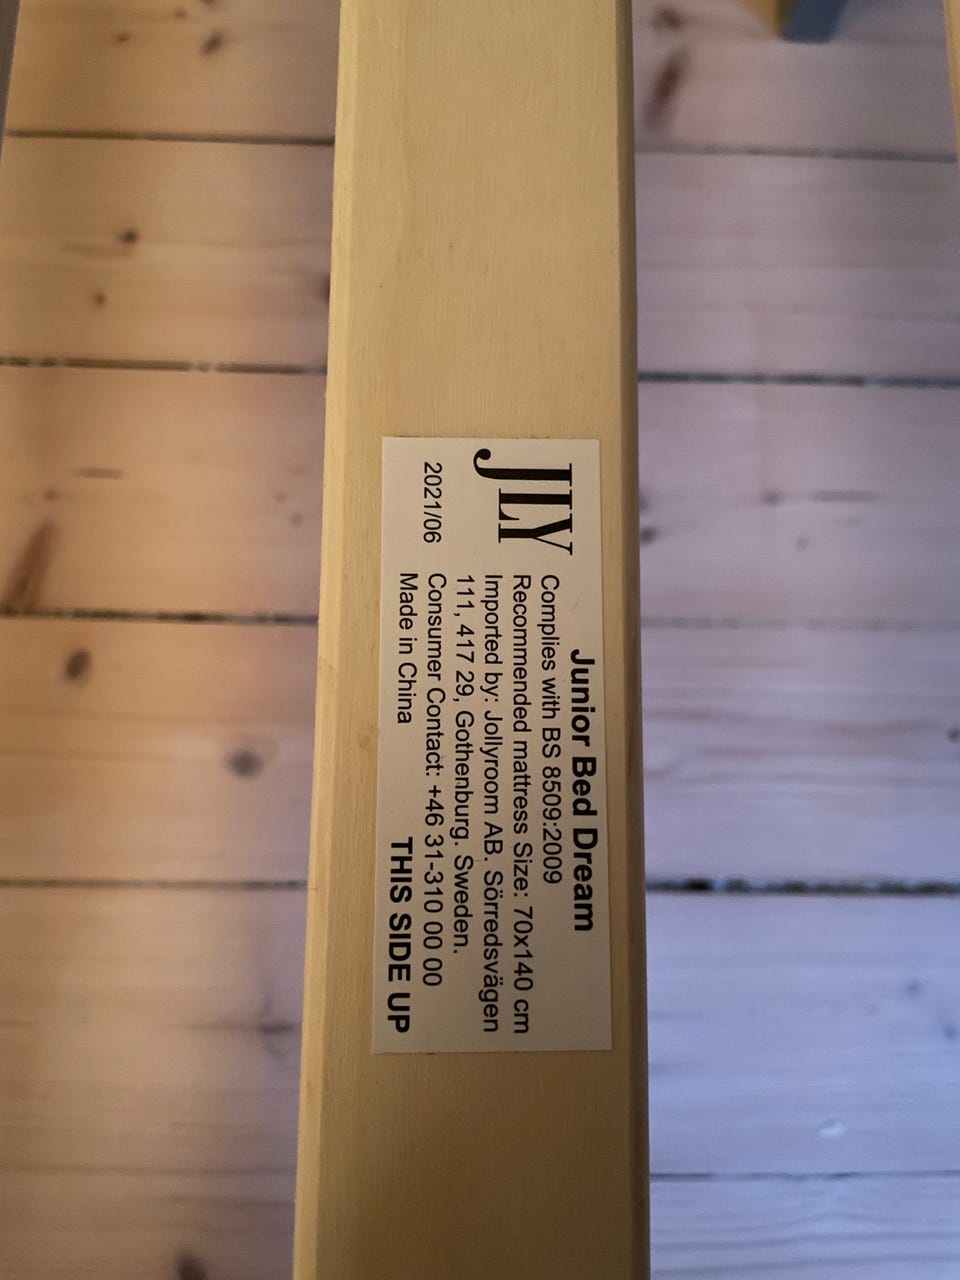 Junior Bed Dream
JLY
Complies with BS 8509:2009
Recommended mattress Size: 70x140 cm
Imported by: Jollyroom AB. Sörredsvägen
111, 417 29, Gothenburg. Sweden.
2021/06
Consumer Contact: +46 31-310 00 00
Made in China
THIS SIDE UP